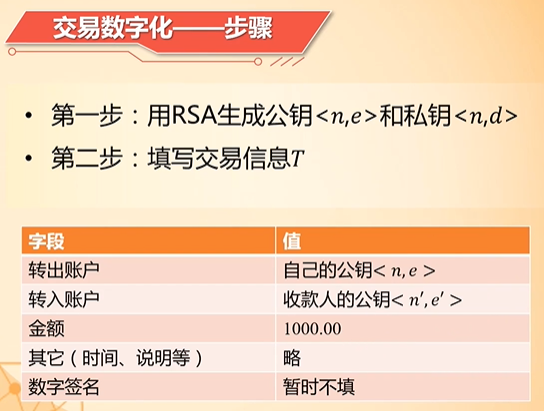 交易数字化——步骤
• 第一步：用RSA生成公钥<n,e>和私钥<n,d>
• 第二步：填写交易信息T
字段 值
转出账户 自己的公钥< n, e >
转入账户 收款人的公钥< n′, e′ >
金额 1000.00
其它（时间、说明等） 略
数字签名 暂时不填